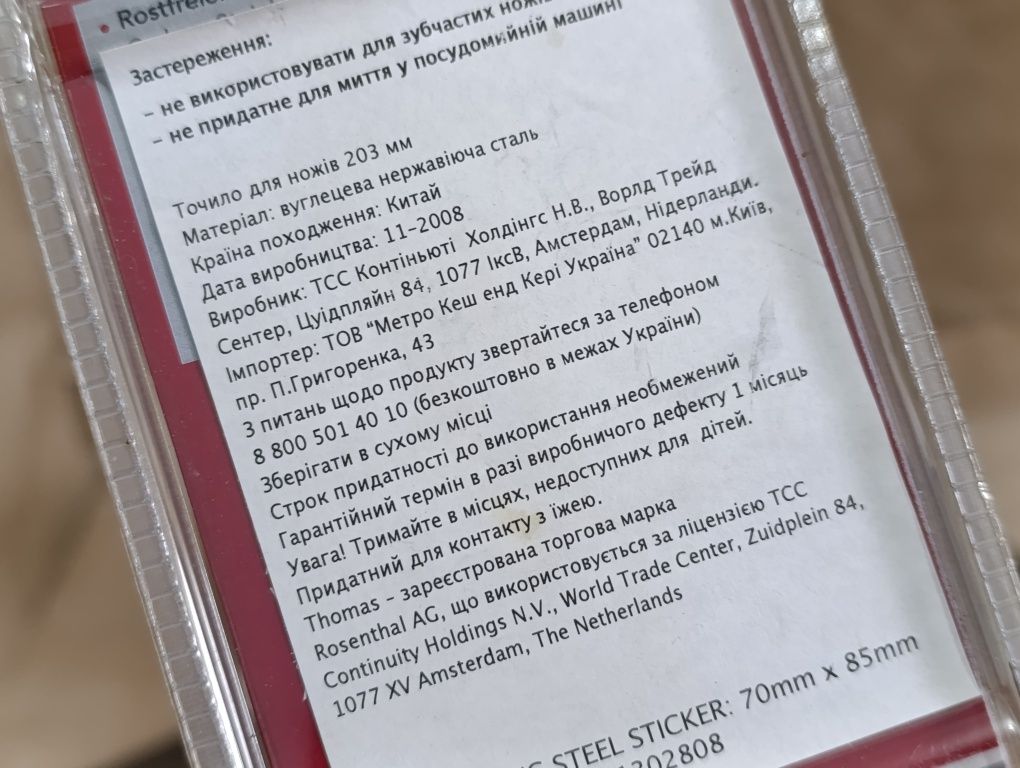 • Rostfreier
Застереження:
– не використовувати для зубчастих ножів
– не придатне для миття у посудомийній машині
Точило для ножів 203 мм
Матеріал: вуглецева нержавіюча сталь
Країна походження: Китай
Дата виробництва: 11–2008
Виробник: ТСС Контіньюті Холдінгс Н.В., Ворлд Трейд
Сентер, Цуідпляйн 84, 1077 ІксВ, Амстердам, Нідерланди.
Імпортер: ТОВ “Метро Кеш енд Кері Україна” 02140 м.Київ,
пр. П.Григоренка, 43
З питань щодо продукту звертайтеся за телефоном
8 800 501 40 10 (безкоштовно в межах України)
Зберігати в сухому місці
Строк придатності до використання необмежений
Гарантійний термін в разі виробничого дефекту 1 місяць
Увага! Тримайте в місцях, недоступних для дітей.
Придатний для контакту з їжею.
Thomas – зареєстрована торгова марка
Rosenthal AG, що використовується за ліцензією TCC
Continuity Holdings N.V., World Trade Center, Zuidplein 84,
1077 XV Amsterdam, The Netherlands
STEEL STICKER: 70mm x 85mm